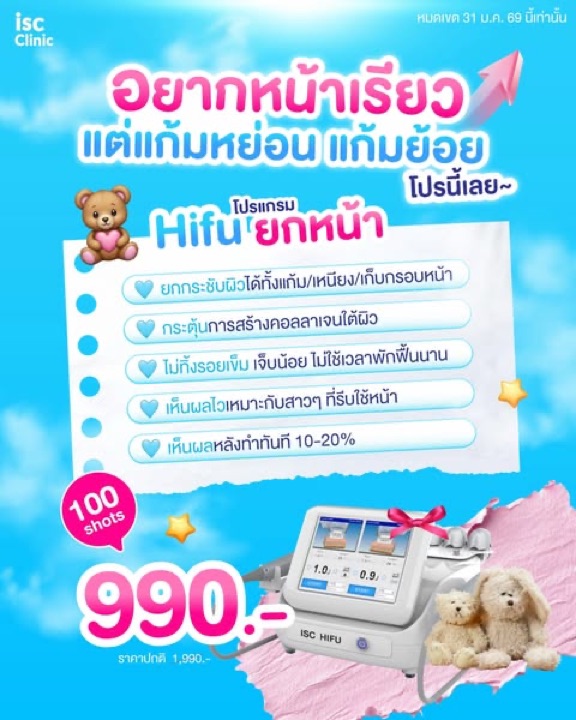 isc
Clinic
หมดเขต 31 ม.ค. 69 นี้เท่านั้น
อยากหน้าเรียว
แต่แก้มหย่อน แก้มย้อย
โปรนี้เลย~
โปรแกรม
Hifu ยกหน้า
ยกกระชับผิวได้ทั้งแก้ม/เหนียง/เก็บกรอบหน้า
กระตุ้นการสร้างคอลลาเจนใต้ผิว
ไม่ทิ้งรอยเข็ม เจ็บน้อย ไม่ใช้เวลาพักฟื้นนาน
เห็นผลไวเหมาะกับสาวๆ ที่รีบใช้หน้า
เห็นผลหลังทำทันที 10-20%
100
shots
990.-
ราคาปกติ 1,990.-
1.0
0.9
ISC HIFU